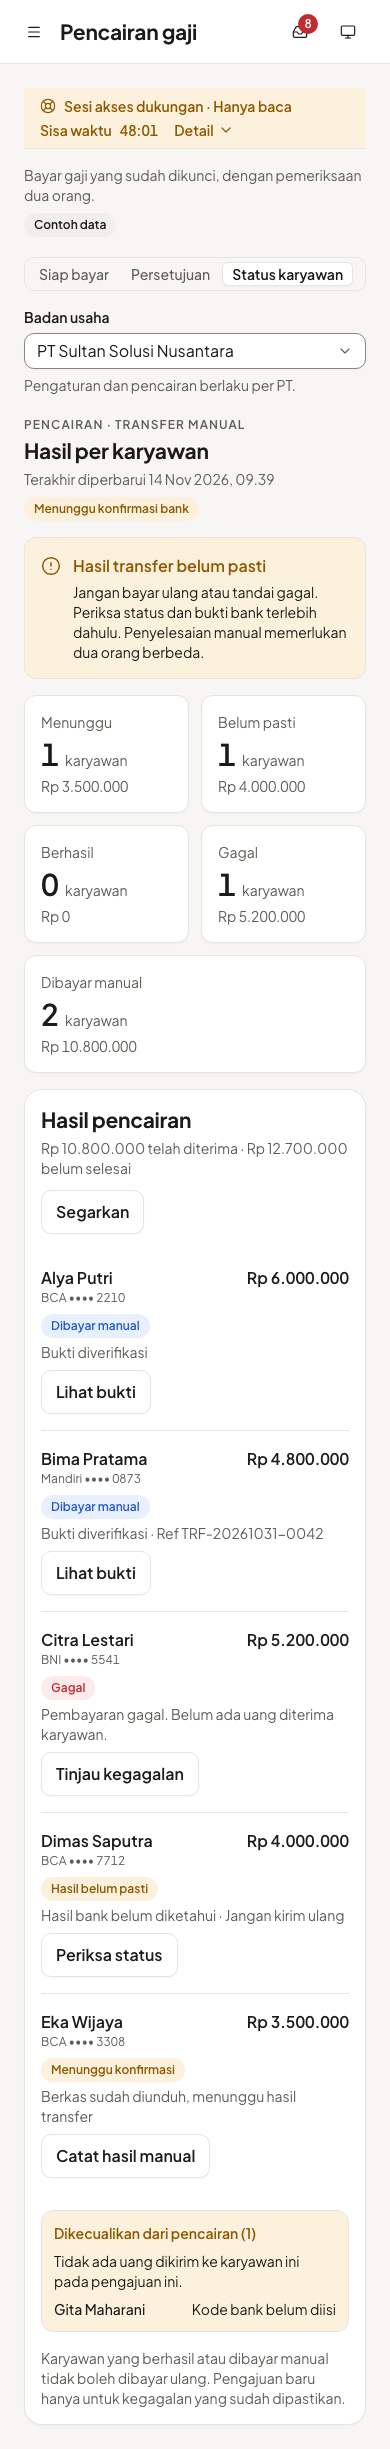 Pencairan gaji
8
Sesi akses dukungan · Hanya baca
Sisa waktu 48:01 Detail
Bayar gaji yang sudah dikunci, dengan pemeriksaan
dua orang.
Contoh data
Siap bayar Persetujuan Status karyawan
Badan usaha
PT Sultan Solusi Nusantara
Pengaturan dan pencairan berlaku per PT.
PENCAIRAN · TRANSFER MANUAL
Hasil per karyawan
Terakhir diperbarui 14 Nov 2026, 09.39
Menunggu konfirmasi bank
Hasil transfer belum pasti
Jangan bayar ulang atau tandai gagal.
Periksa status dan bukti bank terlebih
dahulu. Penyelesaian manual memerlukan
dua orang berbeda.
Menunggu
1 karyawan
Rp 3.500.000
Belum pasti
1 karyawan
Rp 4.000.000
Berhasil
0 karyawan
Rp 0
Gagal
1 karyawan
Rp 5.200.000
Dibayar manual
2 karyawan
Rp 10.800.000
Hasil pencairan
Rp 10.800.000 telah diterima · Rp 12.700.000
belum selesai
Segarkan
Alya Putri Rp 6.000.000
BCA •••• 2210
Dibayar manual
Bukti diverifikasi
Lihat bukti
Bima Pratama Rp 4.800.000
Mandiri •••• 0873
Dibayar manual
Bukti diverifikasi · Ref TRF-20261031-0042
Lihat bukti
Citra Lestari Rp 5.200.000
BNI •••• 5541
Gagal
Pembayaran gagal. Belum ada uang diterima
karyawan.
Tinjau kegagalan
Dimas Saputra Rp 4.000.000
BCA •••• 7712
Hasil belum pasti
Hasil bank belum diketahui · Jangan kirim ulang
Periksa status
Eka Wijaya Rp 3.500.000
BCA •••• 3308
Menunggu konfirmasi
Berkas sudah diunduh, menunggu hasil
transfer
Catat hasil manual
Dikecualikan dari pencairan (1)
Tidak ada uang dikirim ke karyawan ini
pada pengajuan ini.
Gita Maharani Kode bank belum diisi
Karyawan yang berhasil atau dibayar manual
tidak boleh dibayar ulang. Pengajuan baru
hanya untuk kegagalan yang sudah dipastikan.